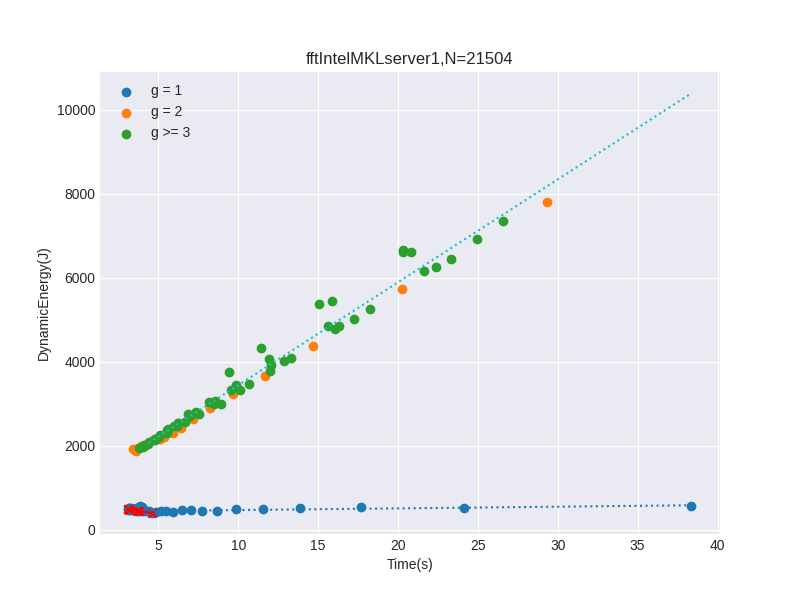 fftIntelMKLserver1,N=21504
g = 1
g = 2
g >= 3
10000
8000
6000
4000
2000
0
DynamicEnergy(J)
5
10
15
20
25
30
35
40
Time(s)